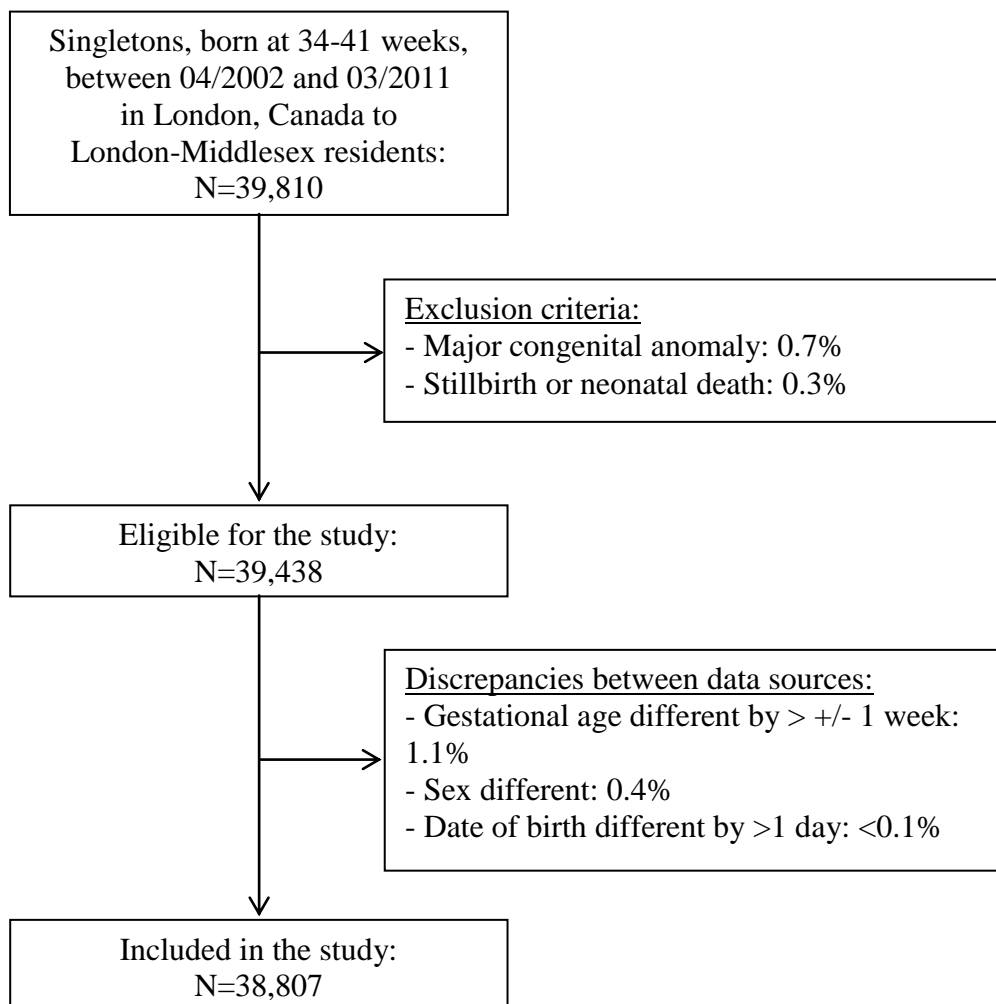 Singletons, born at 34-41 weeks,
between 04/2002 and 03/2011
in London, Canada to
London-Middlesex residents:
N=39,810
Exclusion criteria:
- Major congenital anomaly: 0.7%
- Stillbirth or neonatal death: 0.3%
Eligible for the study:
N=39,438
Discrepancies between data sources:
- Gestational age different by > +/- 1 week:
1.1%
- Sex different: 0.4%
- Date of birth different by >1 day: <0.1%
Included in the study:
N=38,807